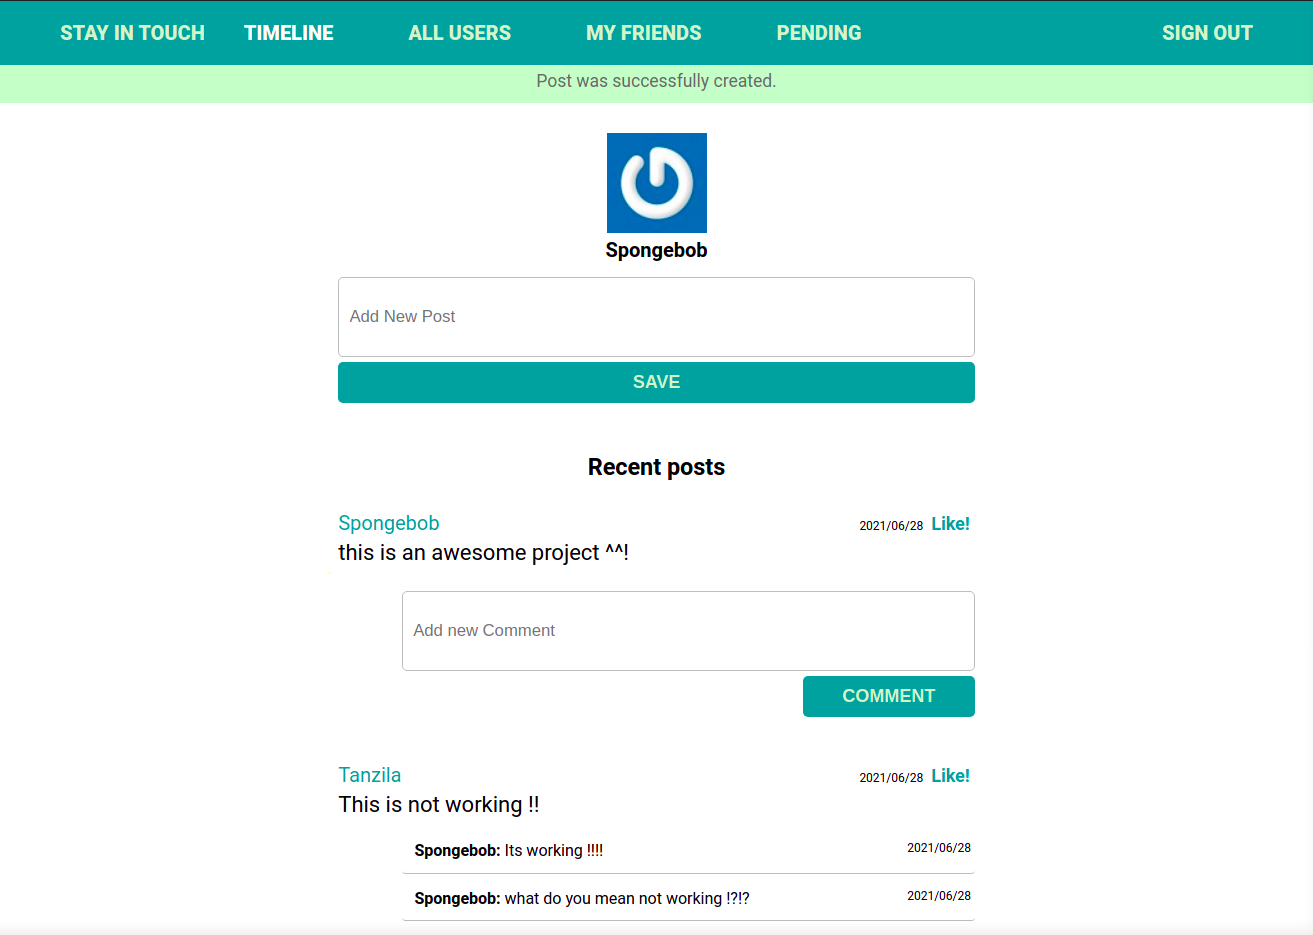 STAY IN TOUCH TIMELINE ALL USERS MY FRIENDS PENDING SIGN OUT
Post was successfully created.
Spongebob
Add New Post
SAVE
Recent posts
Spongebob 2021/06/28 Like!
this is an awesome project ^^!
Add new Comment
COMMENT
Tanzila 2021/06/28 Like!
This is not working !!
Spongebob: Its working !!!! 2021/06/28
Spongebob: what do you mean not working !?!? 2021/06/28